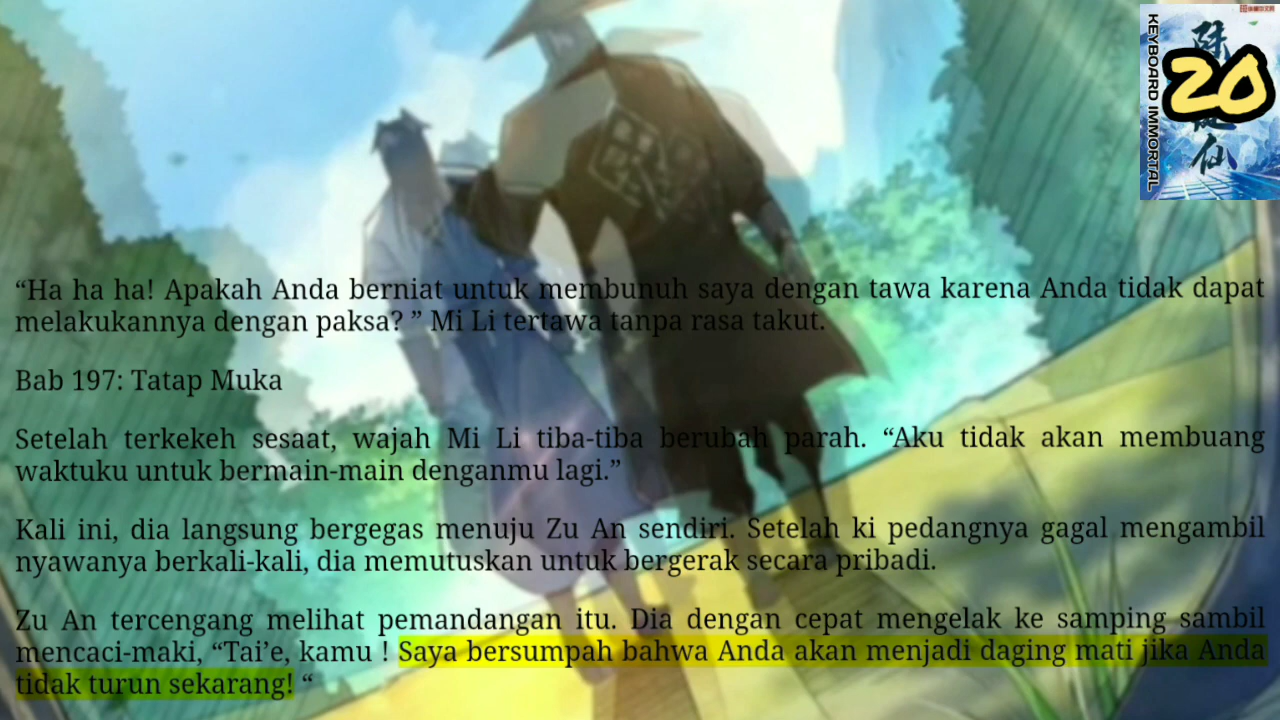 KEYBOARD IMMORTAL
20
仙
“Ha ha ha! Apakah Anda berniat untuk membunuh saya dengan tawa karena Anda tidak dapat
melakukannya dengan paksa? ” Mi Li tertawa tanpa rasa takut.
Bab 197: Tatap Muka
Setelah terkekeh sesaat, wajah Mi Li tiba-tiba berubah parah. “Aku tidak akan membuang
waktuku untuk bermain-main denganmu lagi.”
Kali ini, dia langsung bergegas menuju Zu An sendiri. Setelah ki pedangnya gagal mengambil
nyawanya berkali-kali, dia memutuskan untuk bergerak secara pribadi.
Zu An tercengang melihat pemandangan itu. Dia dengan cepat mengelak ke samping sambil
mencaci-maki, “Tai’e, kamu ! Saya bersumpah bahwa Anda akan menjadi daging mati jika Anda
tidak turun sekarang! “